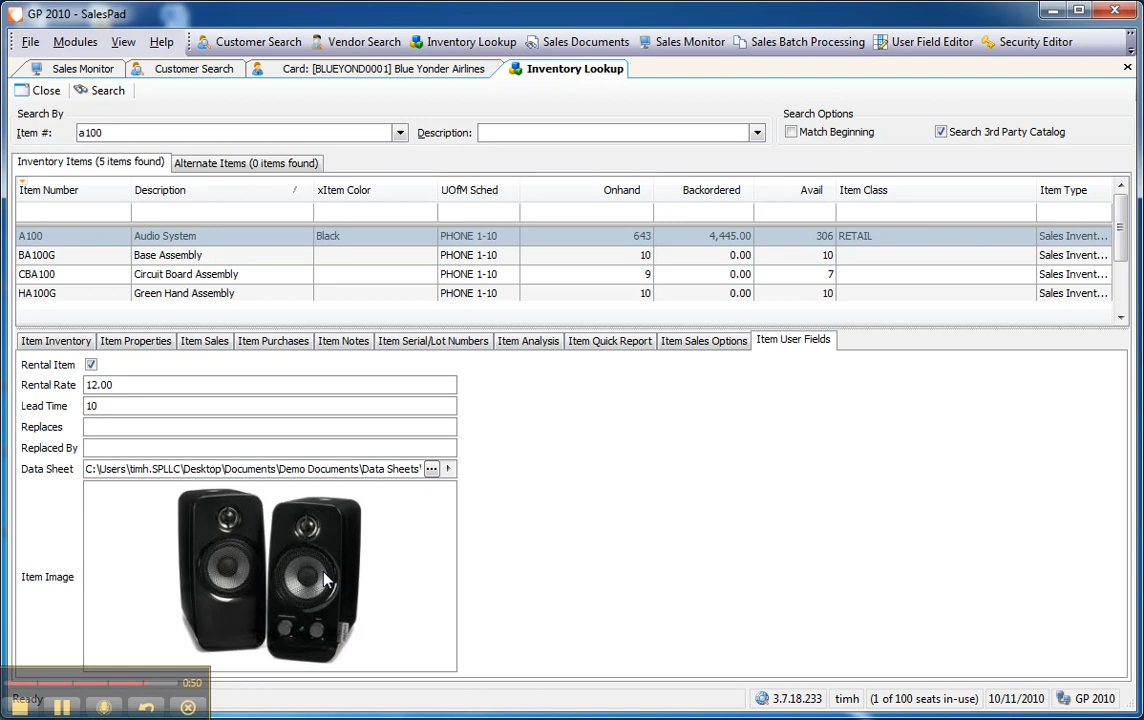 GP 2010 - SalesPad
File Modules View Help Customer Search Vendor Search Inventory Lookup Sales Documents Sales Monitor Sales Batch Processing User Field Editor Security Editor
Sales Monitor Customer Search Card: [BLUEYOND0001] Blue Yonder Airlines Inventory Lookup
Close Search
Search By Search Options
Item #: a100 Description: Match Beginning Search 3rd Party Catalog
Inventory Items (5 items found) Alternate Items (0 items found)
Item Number Description xItem Color UOfM Sched Onhand Backordered Avail Item Class Item Type
A100 Audio System Black PHONE 1-10 643 4,445.00 306 RETAIL Sales Invent...
BA100G Base Assembly PHONE 1-10 10 0.00 10 Sales Invent...
CBA100 Circuit Board Assembly PHONE 1-10 9 0.00 7 Sales Invent...
HA100G Green Hand Assembly PHONE 1-10 10 0.00 10 Sales Invent...
Item Inventory Item Properties Item Sales Item Purchases Item Notes Item Serial/Lot Numbers Item Analysis Item Quick Report Item Sales Options Item User Fields
Rental Item
Rental Rate 12.00
Lead Time 10
Replaces
Replaced By
Data Sheet C:\Users\timh.SPLLC\Desktop\Documents\Demo Documents\Data Sheets\
Item Image
0:50
Ready 3.7.18.233 timh (1 of 100 seats in-use) 10/11/2010 GP 2010